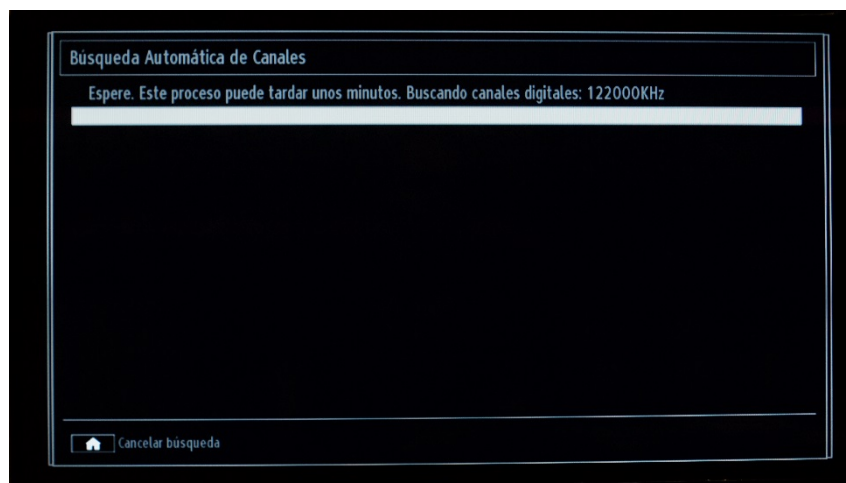 Búsqueda Automática de Canales
Espere. Este proceso puede tardar unos minutos. Buscando canales digitales: 122000KHz
Cancelar búsqueda